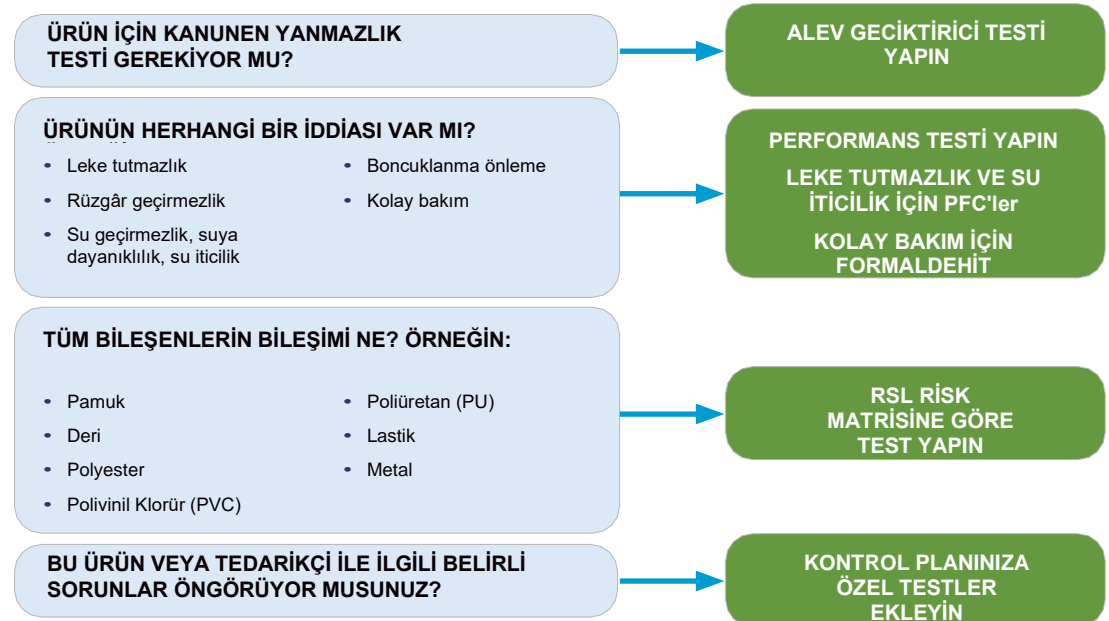 ÜRÜN İÇİN KANUNEN YANMAZLIK
TESTİ GEREKİYOR MU?
ALEV GECİKTİRİCİ TESTİ
YAPIN
ÜRÜNÜN HERHANGİ BİR İDDİASI VAR MI?
• Leke tutmazlık
• Rüzgâr geçirmezlik
• Su geçirmezlik, suya
dayanıklılık, su iticilik
• Boncuklanma önleme
• Kolay bakım
PERFORMANS TESTİ YAPIN
LEKE TUTMAZLIK VE SU
İTİCİLİK İÇİN PFC'ler
KOLAY BAKIM İÇİN
FORMALDEHİT
TÜM BİLEŞENLERİN BİLEŞİMİ NE? ÖRNEĞİN:
• Pamuk
• Deri
• Polyester
• Polivinil Klorür (PVC)
• Poliüretan (PU)
• Lastik
• Metal
RSL RİSK
MATRİSİNE GÖRE
TEST YAPIN
BU ÜRÜN VEYA TEDARİKÇİ İLE İLGİLİ BELİRLİ
SORUNLAR ÖNGÖRÜYOR MUSUNUZ?
KONTROL PLANINIZA
ÖZEL TESTLER
EKLEYİN